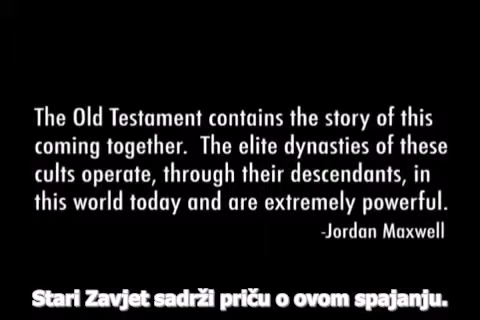 The Old Testament contains the story of this
coming together.  The elite dynasties of these
cults operate, through their descendants, in
this world today and are extremely powerful.
-Jordan Maxwell
Stari Zavjet sadrži priču o ovom spajanju.